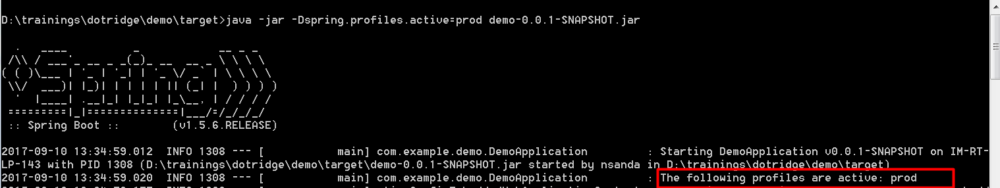 D:\trainings\dotridge\demo\target>java -jar -Dspring.profiles.active=prod demo-0.0.1-SNAPSHOT.jar
  .   ____          _            __ _ _
 /\\ / ___'_ __ _ _(_)_ __  __ _ \ \ \ \
( ( )\___ | '_ | '_| | '_ \/ _` | \ \ \ \
 \\/  ___)| |_)| | | | | || (_| |  ) ) ) )
  '  |____| .__|_| |_|_| |_\__, | / / / /
 =========|_|==============|___/=/_/_/_/
 :: Spring Boot ::        (v1.5.6.RELEASE)
2017-09-10 13:34:59.012  INFO 1308 --- [           main] com.example.demo.DemoApplication         : Starting DemoApplication v0.0.1-SNAPSHOT on IM-RT-
LP-143 with PID 1308 (D:\trainings\dotridge\demo\target\demo-0.0.1-SNAPSHOT.jar started by nsanda in D:\trainings\dotridge\demo\target)
2017-09-10 13:34:59.020  INFO 1308 --- [           main] com.example.demo.DemoApplication         : The following profiles are active: prod